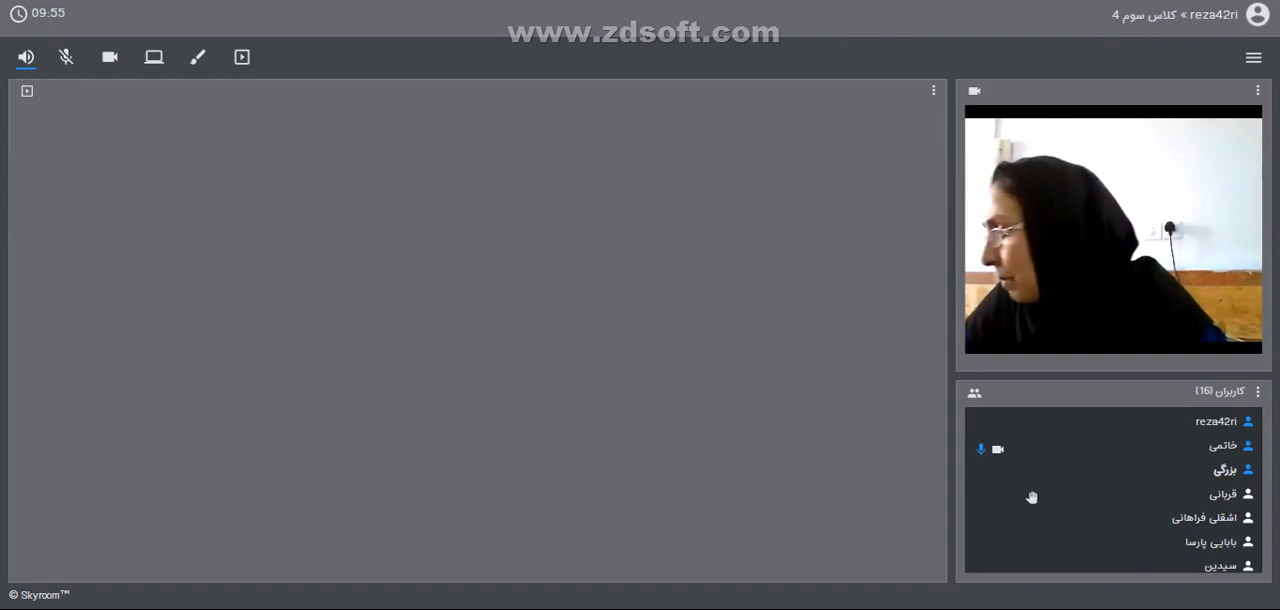 09:55
www.zdsoft.com
reza42ri » کلاس سوم 4
کاربران (16)
reza42ri
خاتمی
بزرگی
قربانی
اشقلی فراهانی
بابایی پارسا
سیدین
© Skyroom™